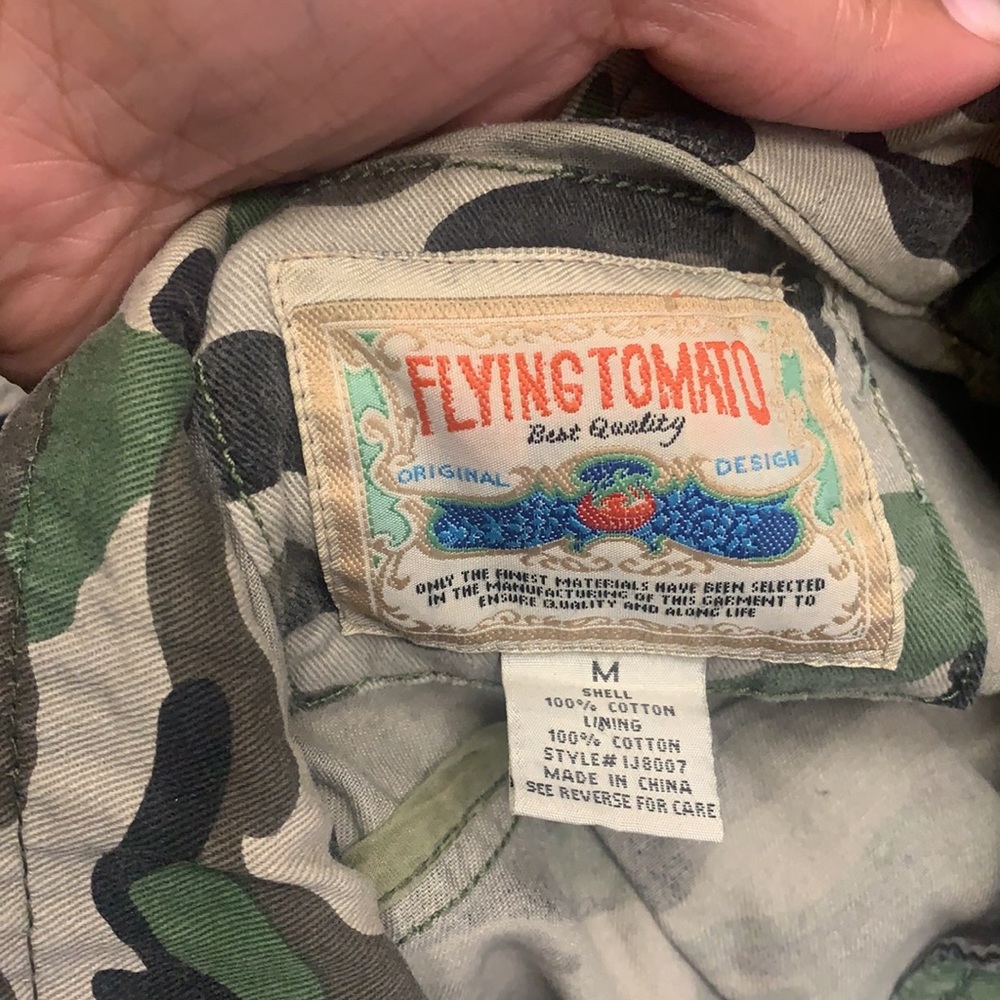 FLYING TOMATO
Best Quality
ORIGINAL DESIGN
ONLY THE FINEST MATERIALS HAVE BEEN SELECTED
IN THE MANUFACTURING OF THIS GARMENT TO
ENSURE QUALITY AND ALONG LIFE
M
SHELL
100% COTTON
LINING
100% COTTON
STYLE# IJ8007
MADE IN CHINA
SEE REVERSE FOR CARE